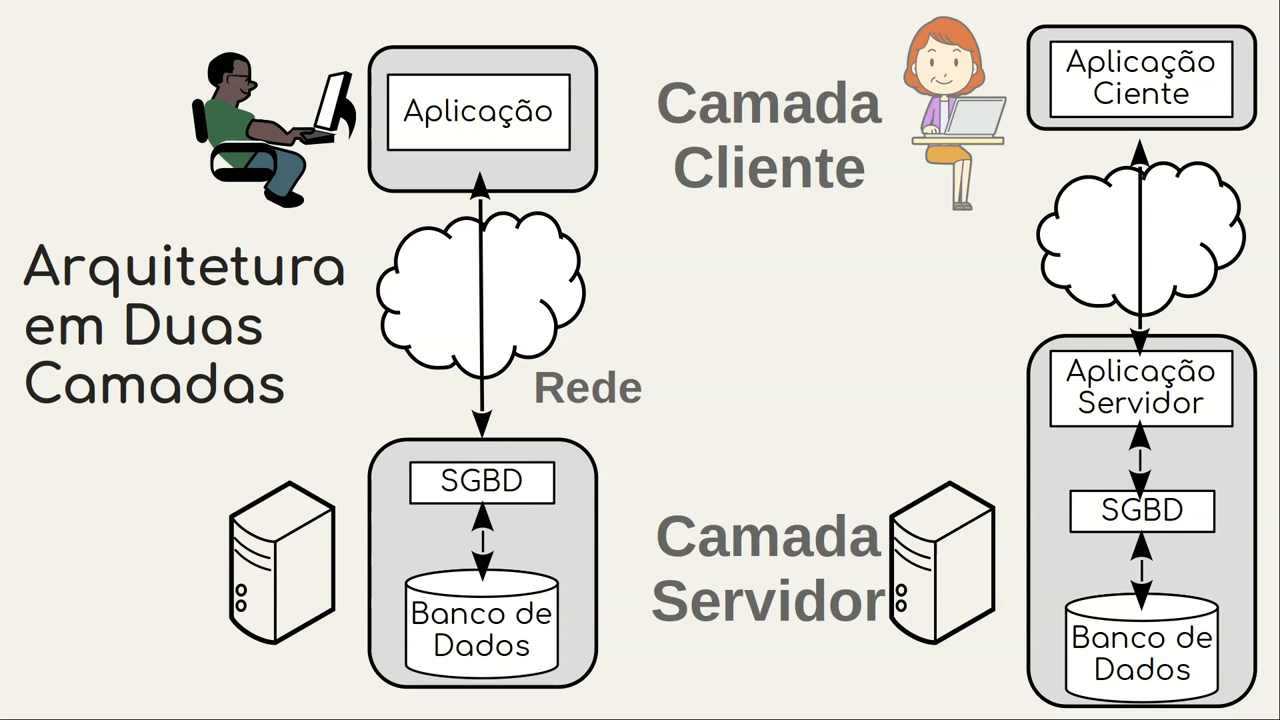 Arquitetura
em Duas
Camadas
Aplicação
Rede
SGBD
Banco de
Dados
Camada
Cliente
Camada
Servidor
Aplicação
Ciente
Aplicação
Servidor
SGBD
Banco de
Dados